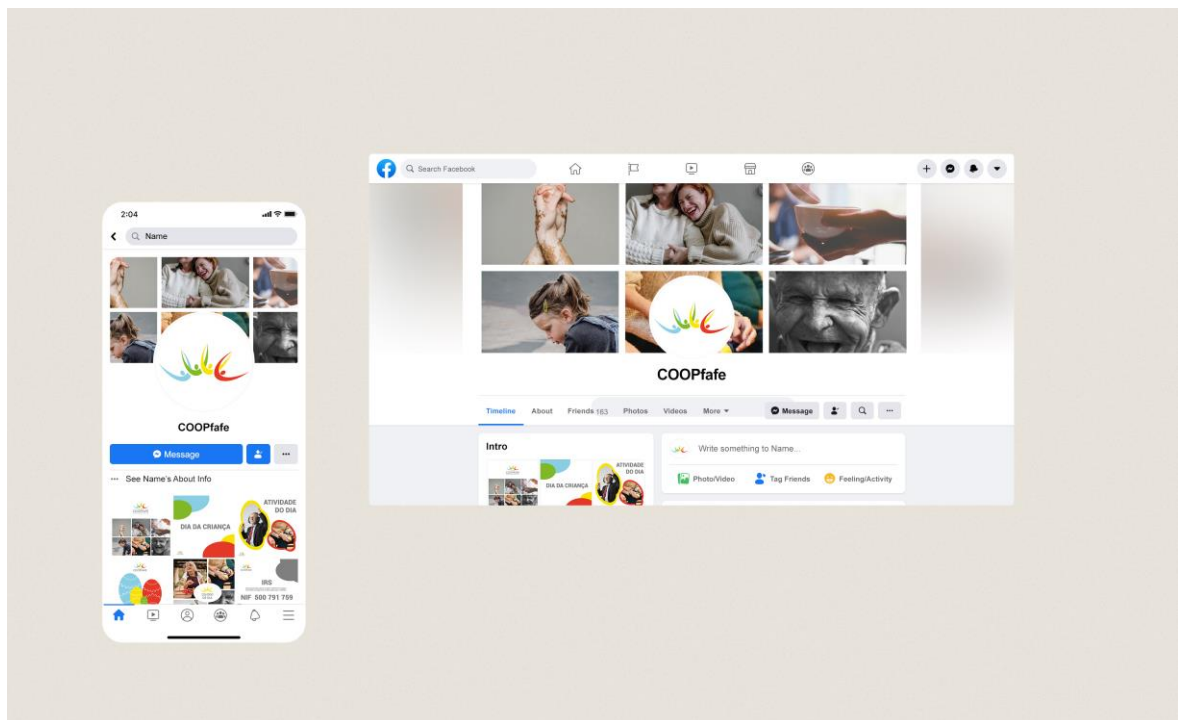 2:04
Name
COOPfafe
Message
See Name's About Info
DIA DA CRIANÇA
ATIVIDADE
DO DIA
IRS
NIF 500 791 759
Search Facebook
COOPfafe
Timeline About Friends 163 Photos Videos More
Message
Intro
DIA DA CRIANÇA
ATIVIDADE
DO DIA
Write something to Name...
Photo/Video Tag Friends Feeling/Activity